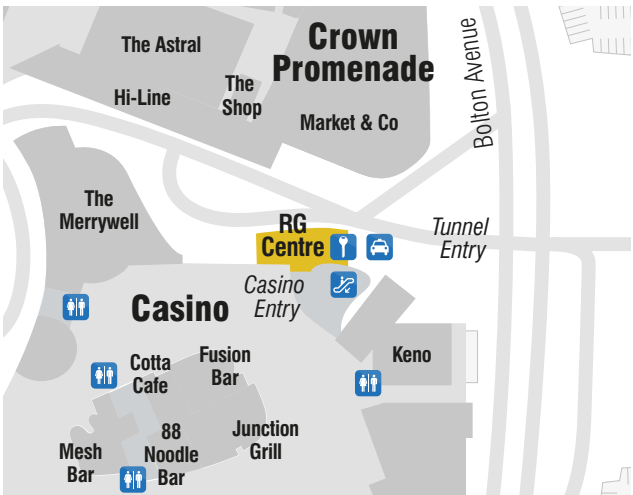 The Astral
Crown
Promenade
Hi-Line
The
Shop
Market & Co
Bolton Avenue
The
Merrywell
RG
Centre
Tunnel
Entry
Casino
Entry
Casino
Cotta
Cafe
Fusion
Bar
Keno
Mesh
Bar
88
Noodle
Bar
Junction
Grill